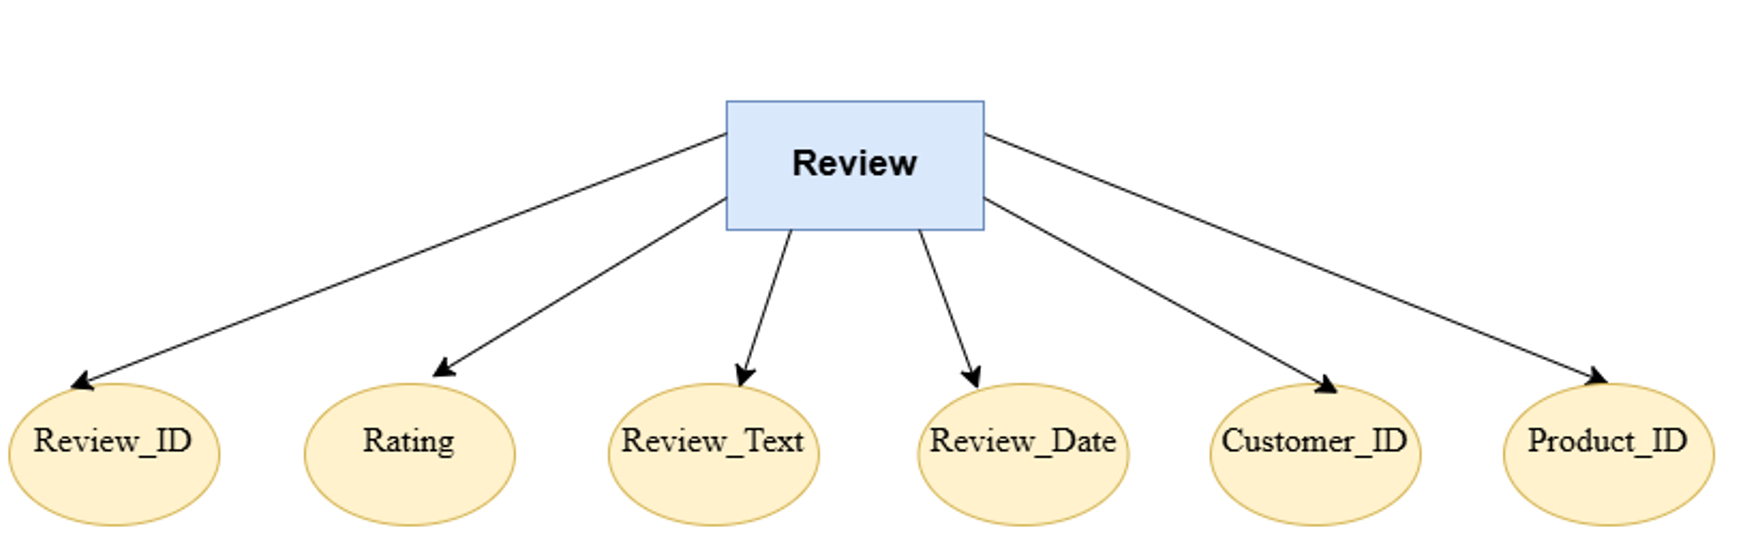 Review
Review_ID
Rating
Review_Text
Review_Date
Customer_ID
Product_ID